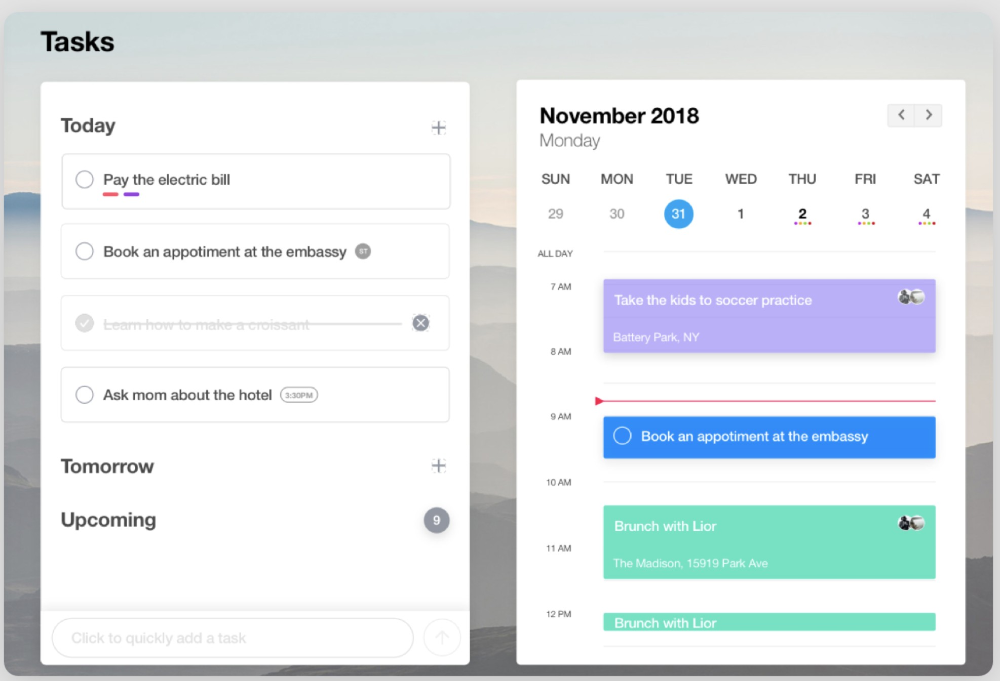 Tasks
Today
Pay the electric bill
Book an appotiment at the embassy ST
Learn how to make a croissant
Ask mom about the hotel 3:30PM
Tomorrow
Upcoming 9
Click to quickly add a task
November 2018
Monday
SUN MON TUE WED THU FRI SAT
29 30 31 1 2 3 4
ALL DAY
7 AM
Take the kids to soccer practice
Battery Park, NY
8 AM
9 AM
Book an appotiment at the embassy
10 AM
Brunch with Lior
11 AM
The Madison, 15919 Park Ave
12 PM
Brunch with Lior